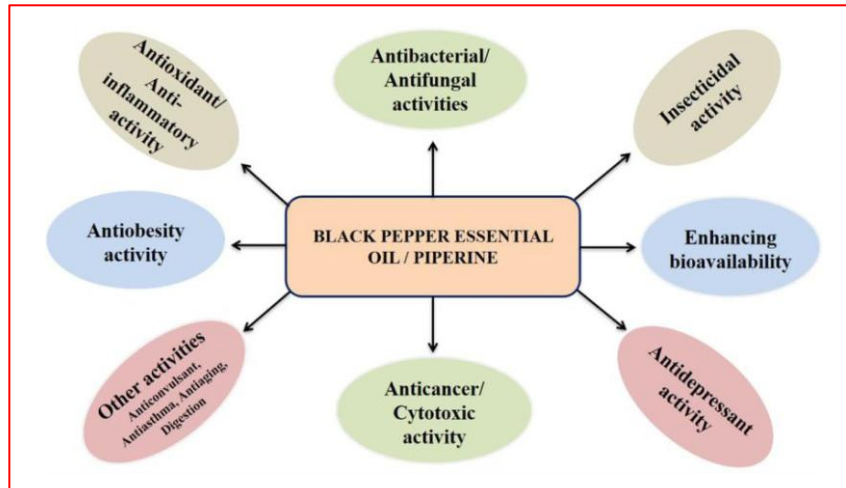 Antioxidant/
Anti-
inflammatory
activity
Antibacterial/
Antifungal
activities
Insecticidal
activity
Antiobesity
activity
BLACK PEPPER ESSENTIAL
OIL / PIPERINE
Enhancing
bioavailability
Other activities
Anticonvulsant,
Antiasthma, Antiaging,
Digestion
Anticancer/
Cytotoxic
activity
Antidepressant
activity